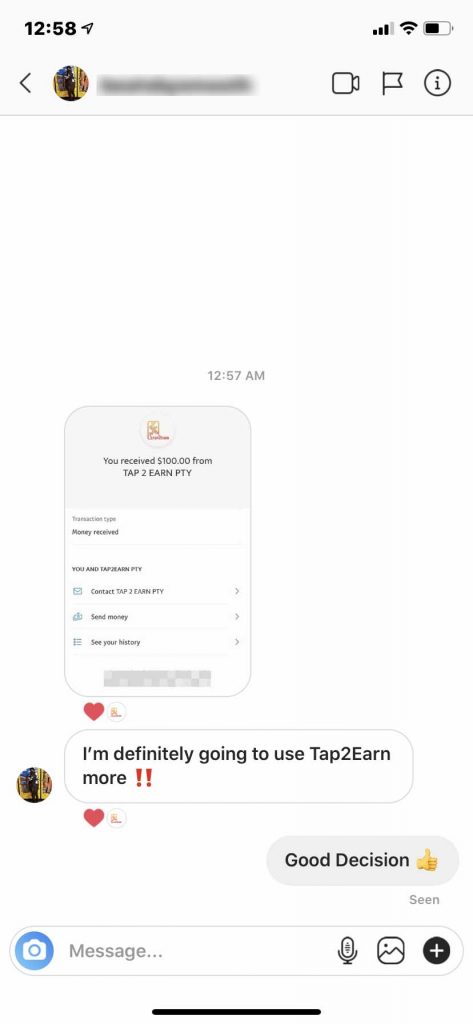 12:58
12:57 AM
You received $100.00 from
TAP 2 EARN PTY
Transaction type
Money received
YOU AND TAP2EARN PTY
Contact TAP 2 EARN PTY
Send money
See your history
I’m definitely going to use Tap2Earn
more ‼️
Good Decision 👍
Seen
Message...